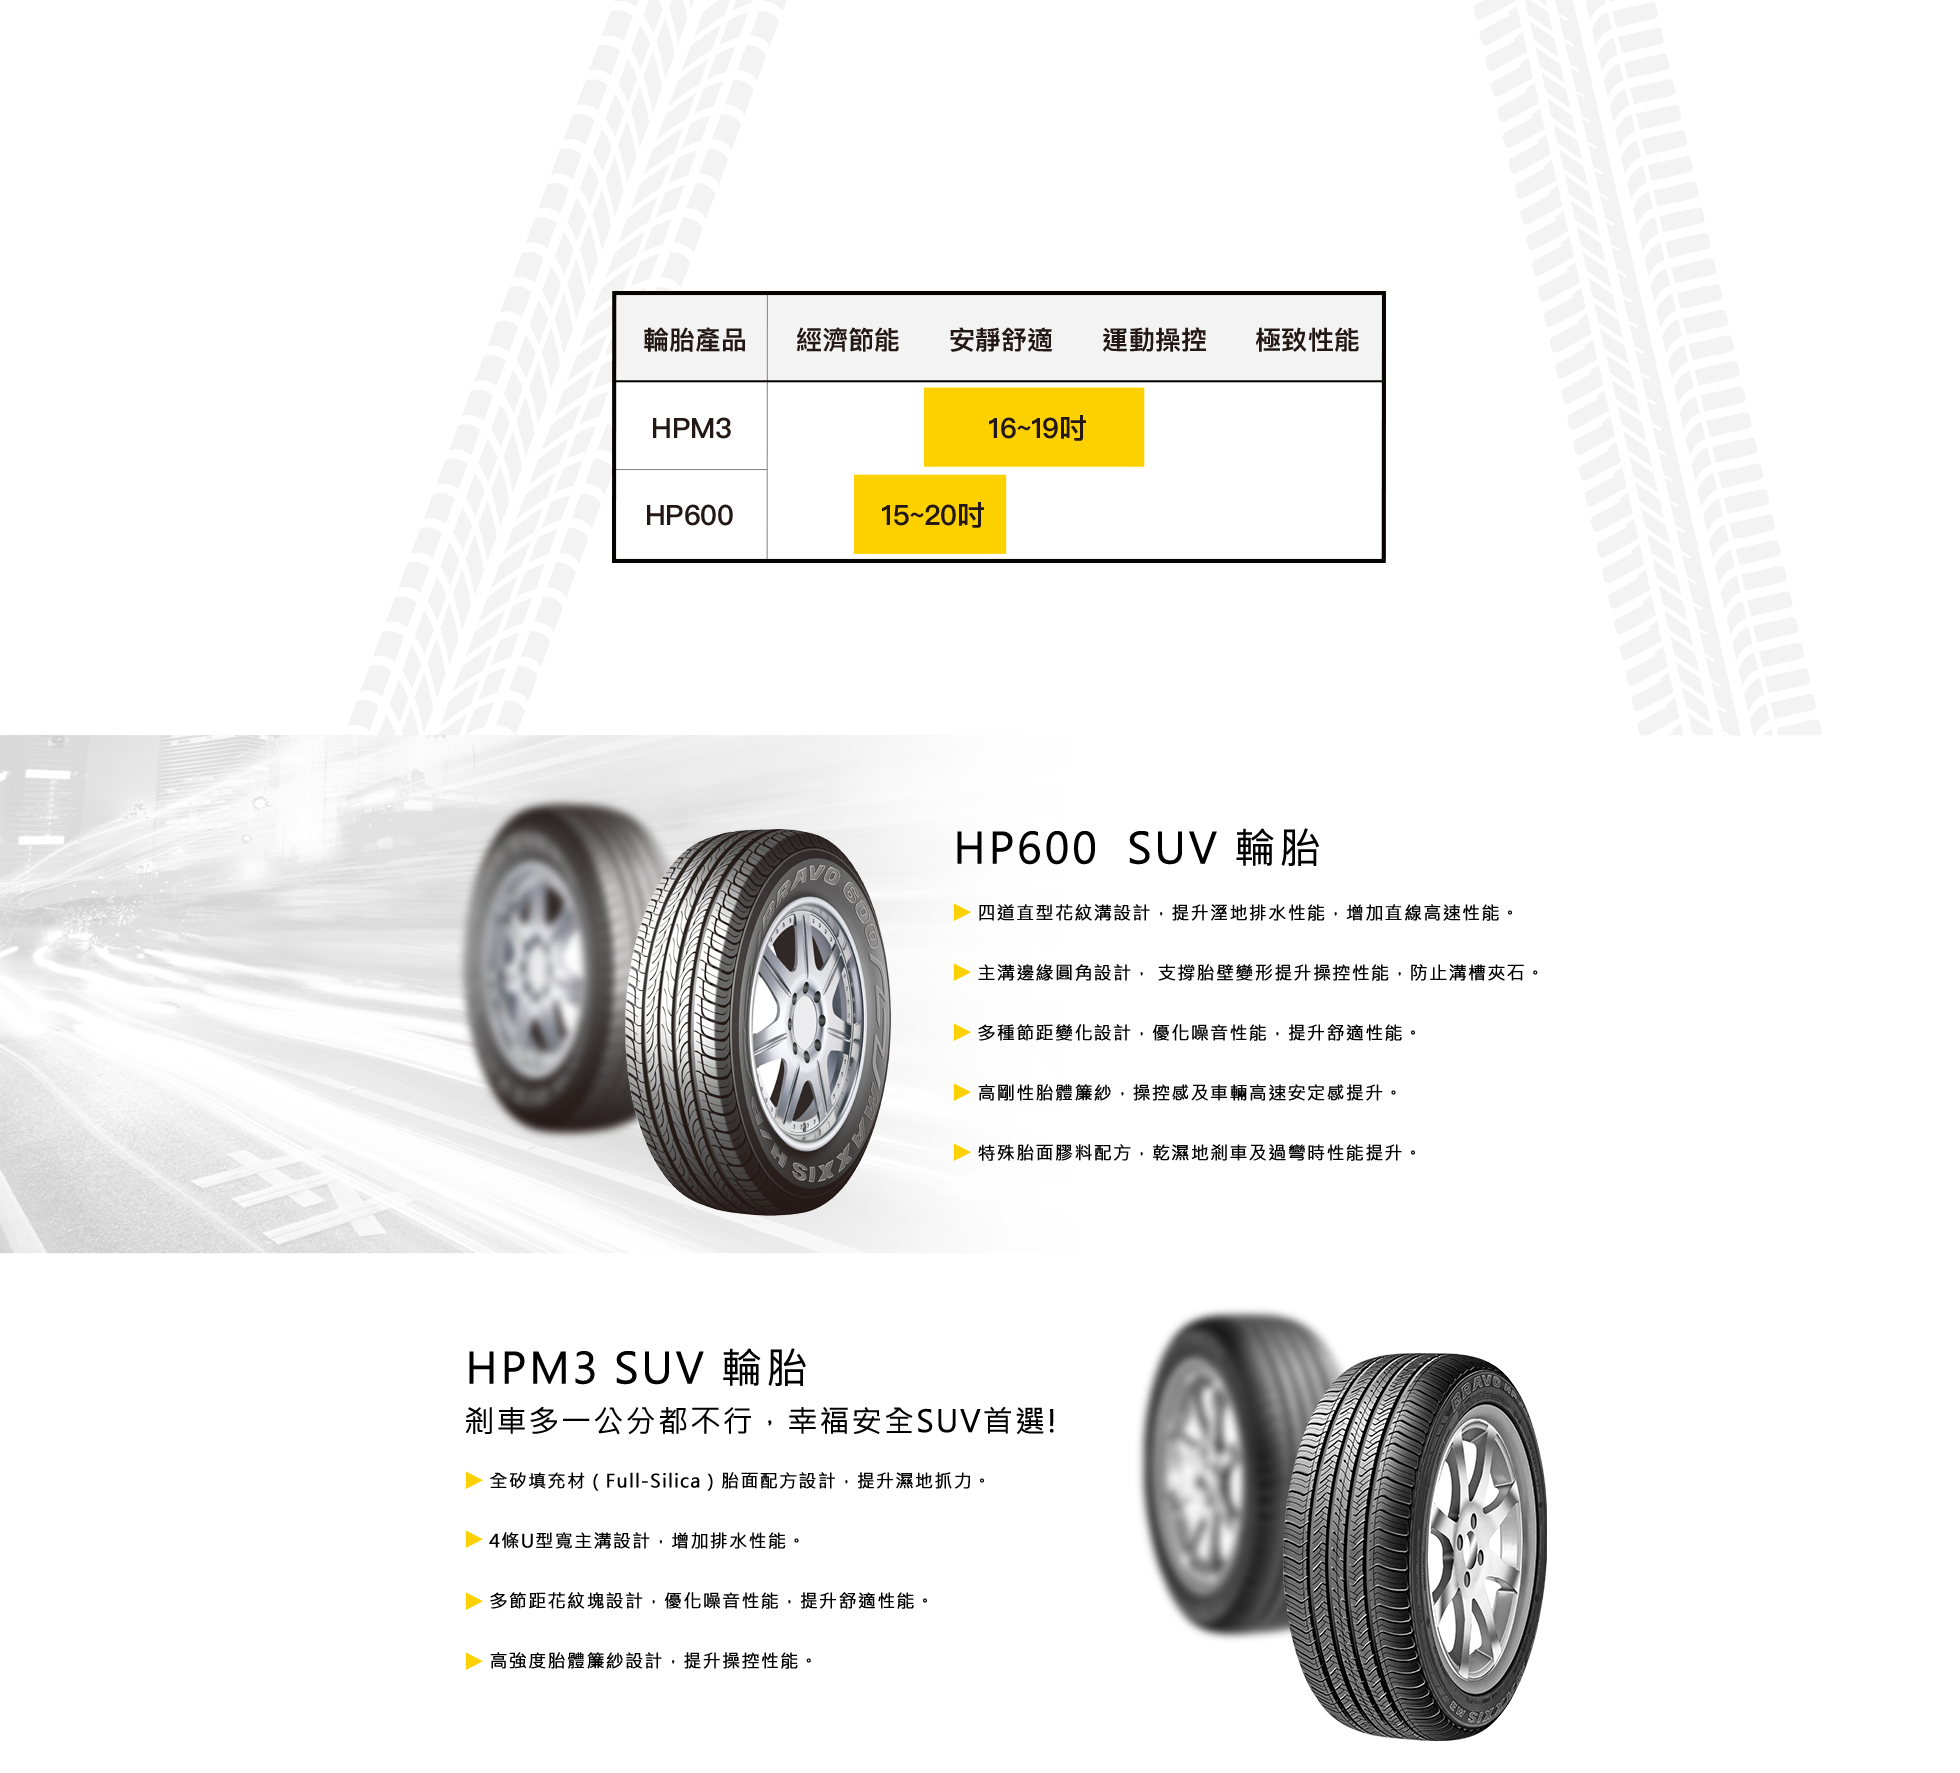 輪胎產品 經濟節能 安靜舒適 運動操控 極致性能
HPM3 16~19吋
HP600 15~20吋
BRAVO 600
MAXXIS H/P
HP600 SUV 輪胎
▶ 四道直型花紋溝設計，提升溼地排水性能，增加直線高速性能。
▶ 主溝邊緣圓角設計， 支撐胎壁變形提升操控性能，防止溝槽夾石。
▶ 多種節距變化設計，優化噪音性能，提升舒適性能。
▶ 高剛性胎體簾紗，操控感及車輛高速安定感提升。
▶ 特殊胎面膠料配方，乾濕地剎車及過彎時性能提升。
HPM3 SUV 輪胎
剎車多一公分都不行，幸福安全SUV首選!
▶ 全矽填充材（Full-Silica）胎面配方設計，提升濕地抓力。
▶ 4條U型寬主溝設計，增加排水性能。
▶ 多節距花紋塊設計，優化噪音性能，提升舒適性能。
▶ 高強度胎體簾紗設計，提升操控性能。
BRAVO